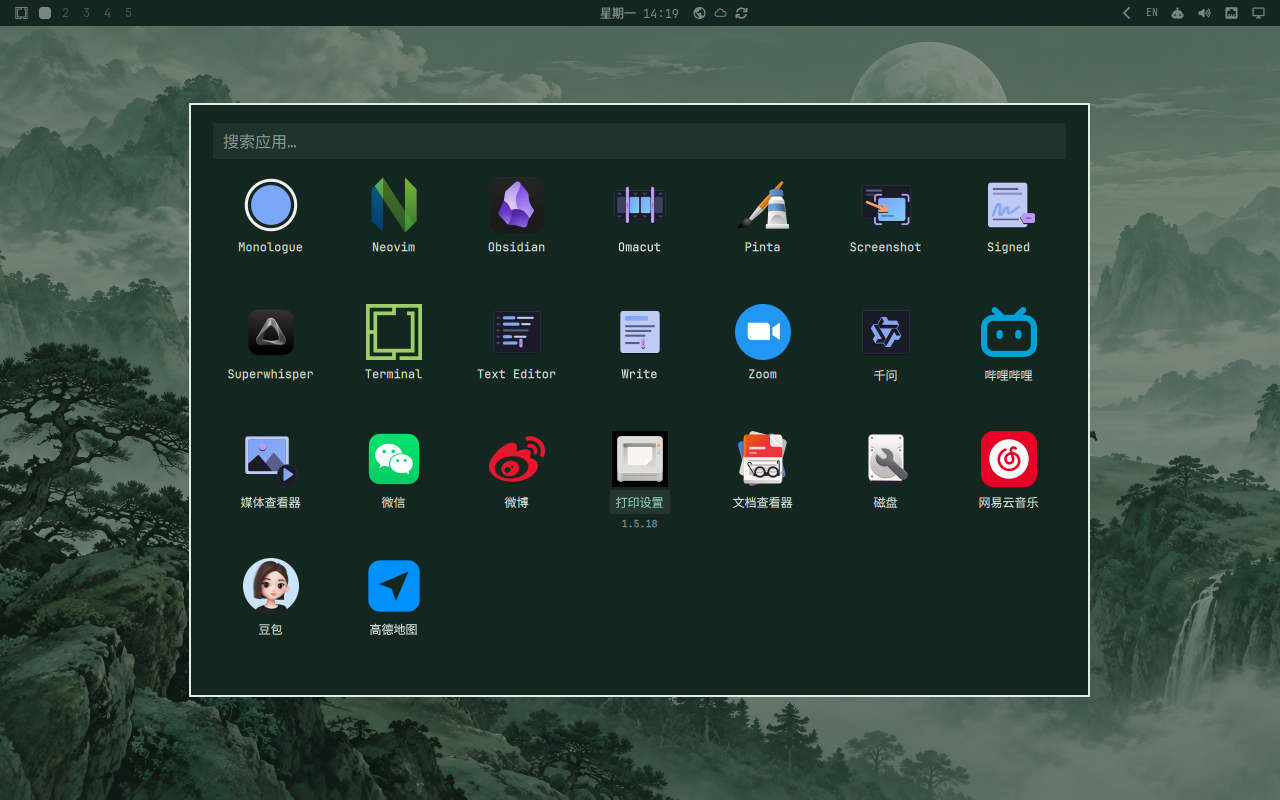 2 3 4 5 星期一 14:19 EN
搜索应用…
Monologue Neovim Obsidian Omacut Pinta Screenshot Signed
Superwhisper Terminal Text Editor Write Zoom 千问 哔哩哔哩
媒体查看器 微信 微博 打印设置 文档查看器 磁盘 网易云音乐
1.5.18
豆包 高德地图